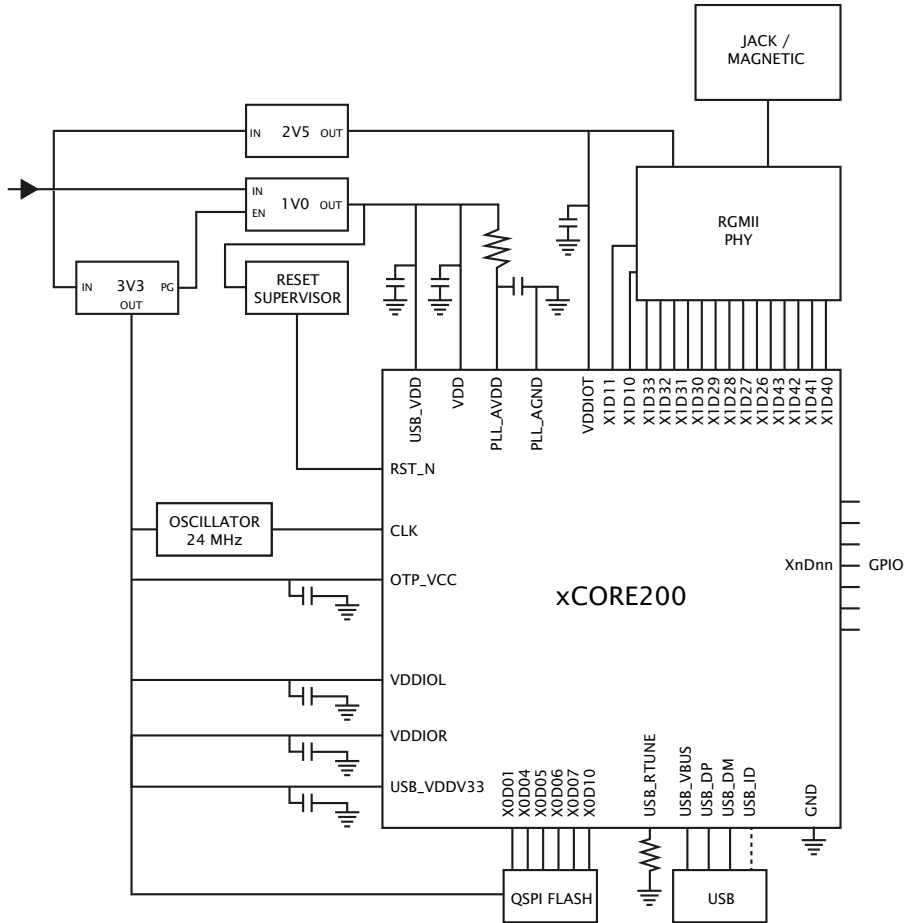 JACK /
MAGNETIC
IN 2V5 OUT
IN
1V0 OUT
EN
RGMII
PHY
IN 3V3 PG
OUT
RESET
SUPERVISOR
USB_VDD
VDD
PLL_AVDD
PLL_AGND
VDDIOT
X1D11
X1D10
X1D33
X1D32
X1D31
X1D30
X1D29
X1D28
X1D27
X1D26
X1D43
X1D42
X1D41
X1D40
RST_N
OSCILLATOR
24 MHz
CLK
XnDnn
GPIO
OTP_VCC
xCORE200
VDDIOL
VDDIOR
USB_VDDV33
X0D01
X0D04
X0D05
X0D06
X0D07
X0D10
USB_RTUNE
USB_VBUS
USB_DP
USB_DM
USB_ID
GND
QSPI FLASH
USB